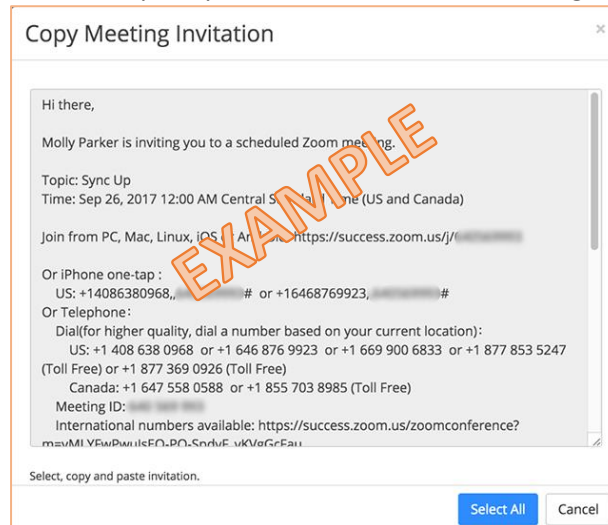 Copy Meeting Invitation
×
Hi there,
Molly Parker is inviting you to a scheduled Zoom meeting.
Topic: Sync Up
Time: Sep 26, 2017 12:00 AM Central Time (US and Canada)
Join from PC, Mac, Linux, iOS https://success.zoom.us/j/
EXAMPLE
Or iPhone one-tap :
US: +14086380968,, # or +16468769923, #
Or Telephone:
Dial(for higher quality, dial a number based on your current location):
US: +1 408 638 0968 or +1 646 876 9923 or +1 669 900 6833 or +1 877 853 5247
(Toll Free) or +1 877 369 0926 (Toll Free)
Canada: +1 647 558 0588 or +1 855 703 8985 (Toll Free)
Meeting ID:
International numbers available: https://success.zoom.us/zoomconference?
Select, copy and paste invitation.
Select All
Cancel